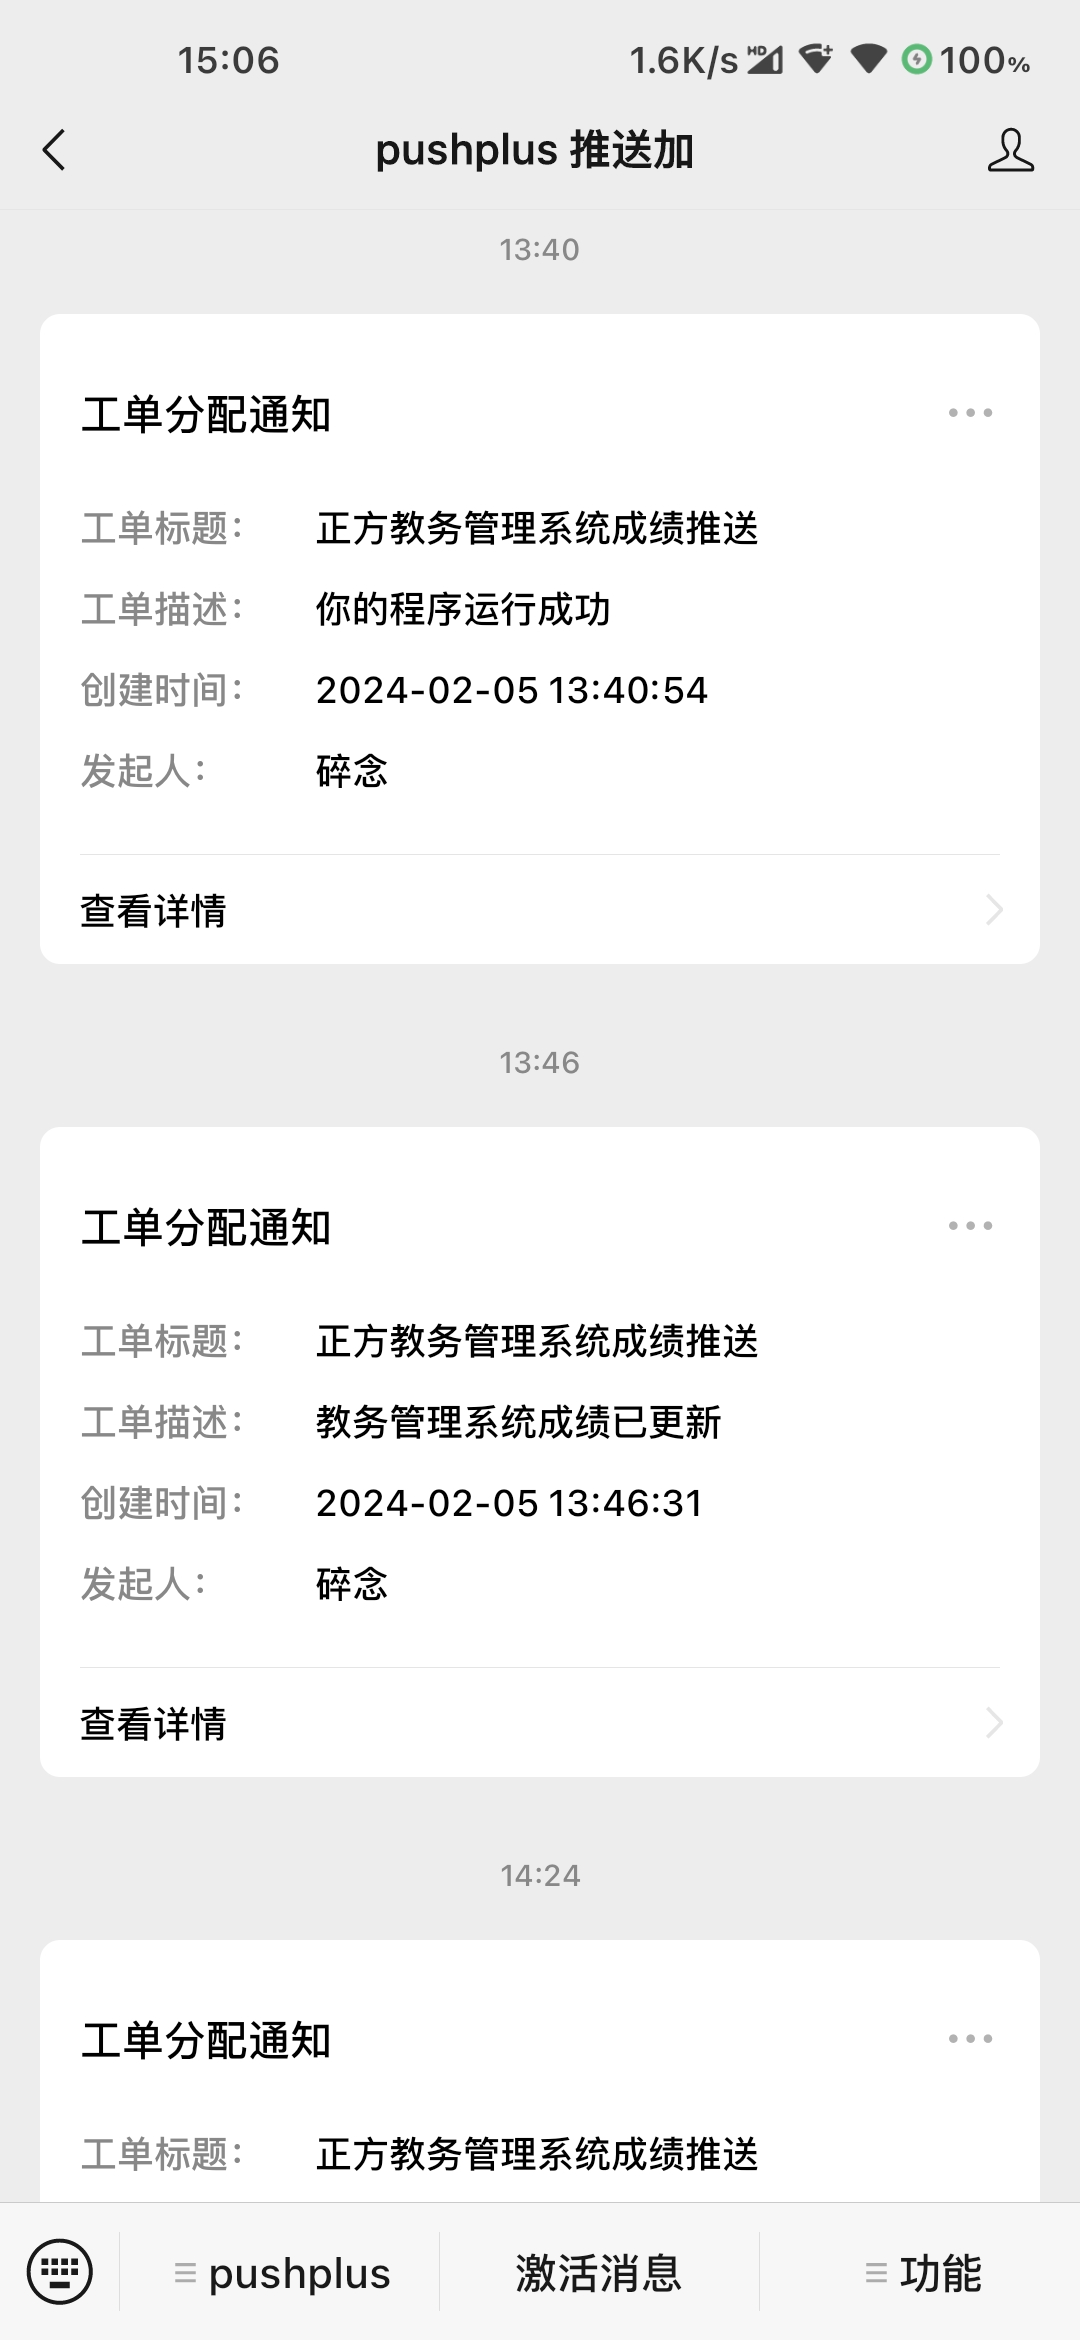 15:06 1.6K/s HD 100%
pushplus 推送加
13:40
工单分配通知
工单标题: 正方教务管理系统成绩推送
工单描述: 你的程序运行成功
创建时间: 2024-02-05 13:40:54
发起人: 碎念
查看详情
13:46
工单分配通知
工单标题: 正方教务管理系统成绩推送
工单描述: 教务管理系统成绩已更新
创建时间: 2024-02-05 13:46:31
发起人: 碎念
查看详情
14:24
工单分配通知
工单标题: 正方教务管理系统成绩推送
pushplus 激活消息 功能